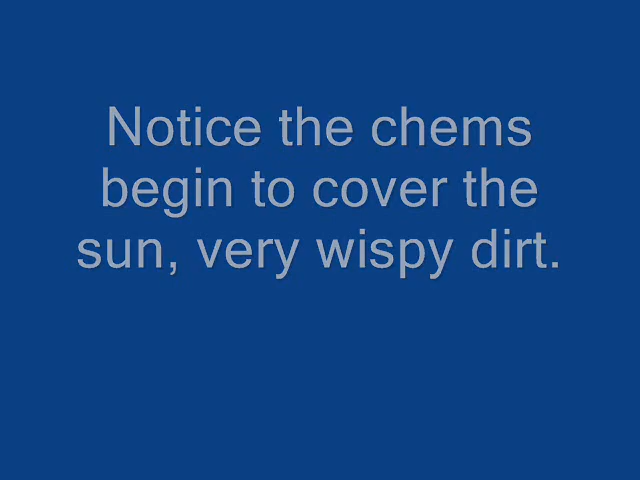 Notice the chems
begin to cover the
sun, very wispy dirt.